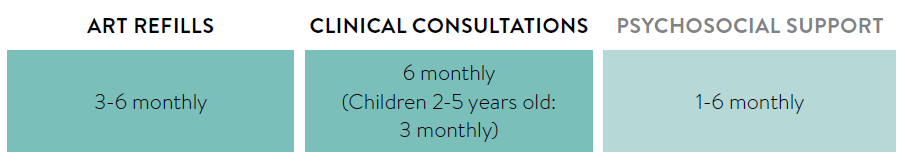 ART REFILLS
CLINICAL CONSULTATIONS
PSYCHOSOCIAL SUPPORT
3-6 monthly
6 monthly
(Children 2-5 years old:
3 monthly)
1-6 monthly